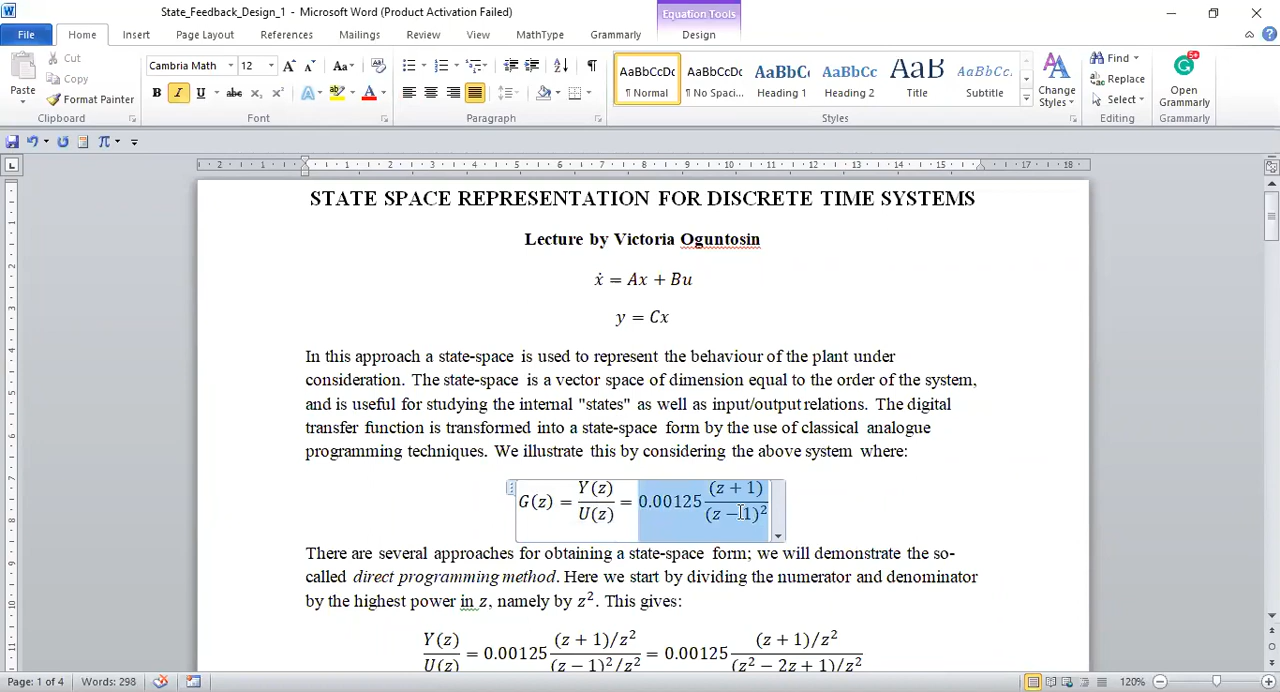 State_Feedback_Design_1 - Microsoft Word (Product Activation Failed)
Equation Tools
File Home Insert Page Layout References Mailings Review View MathType Grammarly Design
Paste
Cut
Copy
Format Painter
Clipboard
Cambria Math 12
B I U abc x₂ x²
Font
Paragraph
AaBbCcDc AaBbCcDc AaBbC AaBbCc AaB AaBbCc.
¶ Normal ¶ No Spaci... Heading 1 Heading 2 Title Subtitle
Styles
Change Styles
Find
Replace
Select
Editing
Open Grammarly
Grammarly
STATE SPACE REPRESENTATION FOR DISCRETE TIME SYSTEMS
Lecture by Victoria Oguntosin
ẋ = Ax + Bu
y = Cx
In this approach a state-space is used to represent the behaviour of the plant under
consideration. The state-space is a vector space of dimension equal to the order of the system,
and is useful for studying the internal "states" as well as input/output relations. The digital
transfer function is transformed into a state-space form by the use of classical analogue
programming techniques. We illustrate this by considering the above system where:
G(z) = Y(z)/U(z) = 0.00125 (z + 1)/(z − 1)²
There are several approaches for obtaining a state-space form; we will demonstrate the so-
called direct programming method. Here we start by dividing the numerator and denominator
by the highest power in z, namely by z². This gives:
Y(z)/U(z) = 0.00125 (z + 1)/z² / (z − 1)²/z² = 0.00125 (z + 1)/z² / (z² − 2z + 1)/z²
Page: 1 of 4 Words: 298 120%